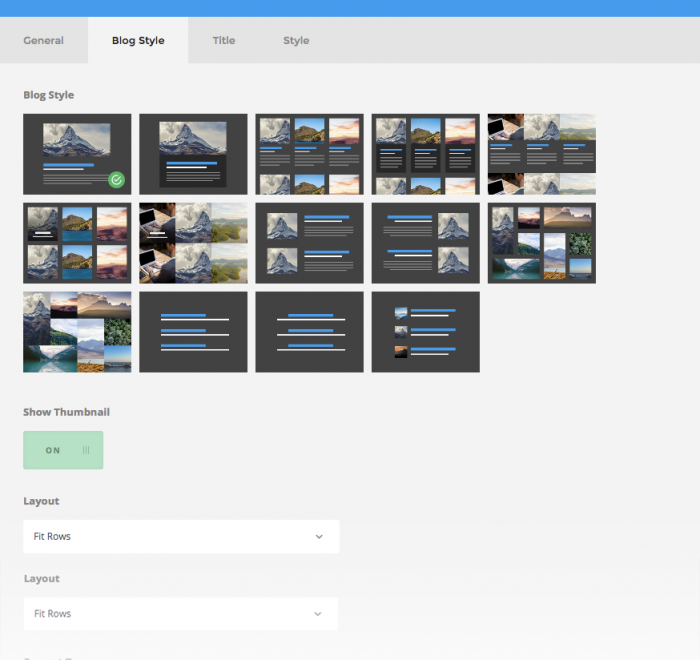 General
Blog Style
Title
Style
Blog Style
Show Thumbnail
ON
Layout
Fit Rows
Layout
Fit Rows